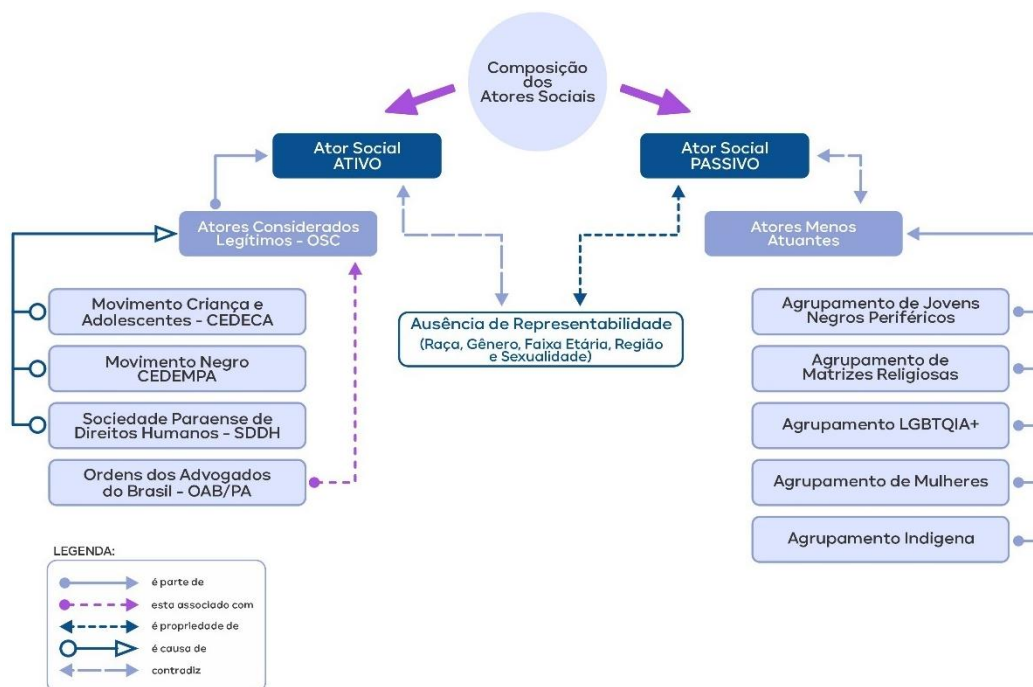 Composição
dos
Atores Sociais
Ator Social
ATIVO
Ator Social
PASSIVO
Atores Considerados
Legítimos - OSC
Atores Menos
Atuantes
Movimento Criança e
Adolescentes - CEDECA
Movimento Negro
CEDEMPA
Sociedade Paraense de
Direitos Humanos - SDDH
Ordens dos Advogados
do Brasil - OAB/PA
Ausência de Representabilidade
(Raça, Gênero, Faixa Etária, Região
e Sexualidade)
Agrupamento de Jovens
Negros Periféricos
Agrupamento de
Matrizes Religiosas
Agrupamento LGBTQIA+
Agrupamento de Mulheres
Agrupamento Indigena
LEGENDA:
é parte de
esta associado com
é propriedade de
é causa de
contradiz